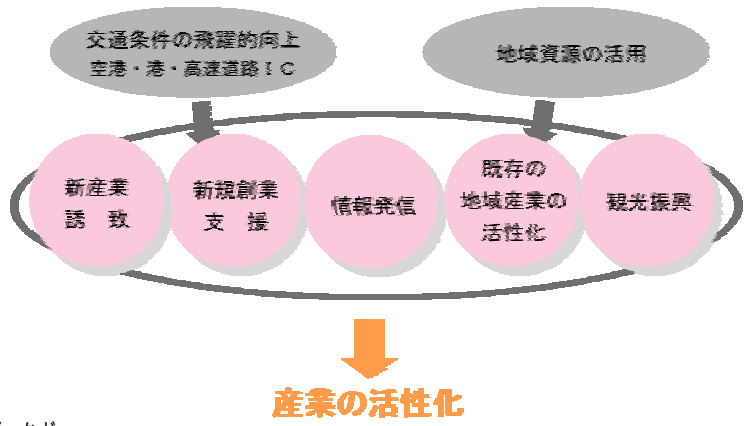 交通条件の飛躍的向上
空港・港・高速道路ＩＣ
地域資源の活用
新産業
誘　致
新規創業
支　援
情報発信
既存の
地域産業の
活性化
観光振興
産業の活性化